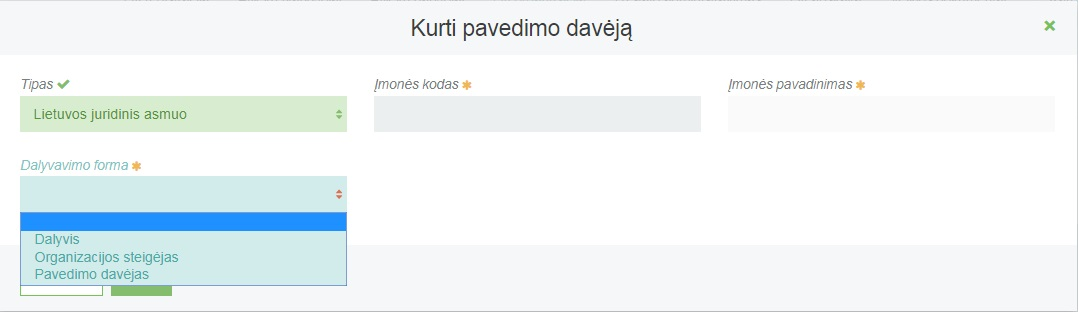 Kurti pavedimo davėją
Tipas
Įmonės kodas
Įmonės pavadinimas
Lietuvos juridinis asmuo
Dalyvavimo forma
Dalyvis
Organizacijos steigėjas
Pavedimo davėjas